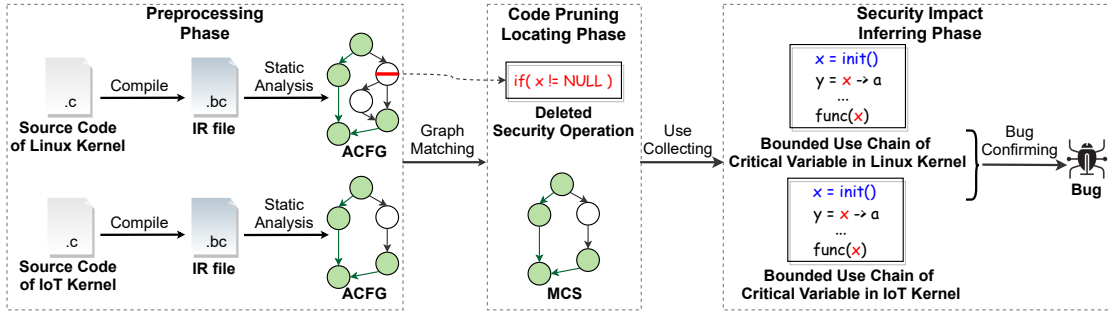 Preprocessing
Phase
.c
Source Code
of Linux Kernel
Compile
.bc
IR file
Static
Analysis
ACFG
.c
Source Code
of IoT Kernel
Compile
.bc
IR file
Static
Analysis
ACFG
Graph
Matching
Code Pruning
Locating Phase
if( x != NULL )
Deleted
Security Operation
MCS
Use
Collecting
Security Impact
Inferring Phase
x = init()
y = x -> a
...
func(x)
Bounded Use Chain of
Critical Variable in Linux Kernel
x = init()
y = x -> a
...
func(x)
Bounded Use Chain of
Critical Variable in IoT Kernel
Bug
Confirming
Bug